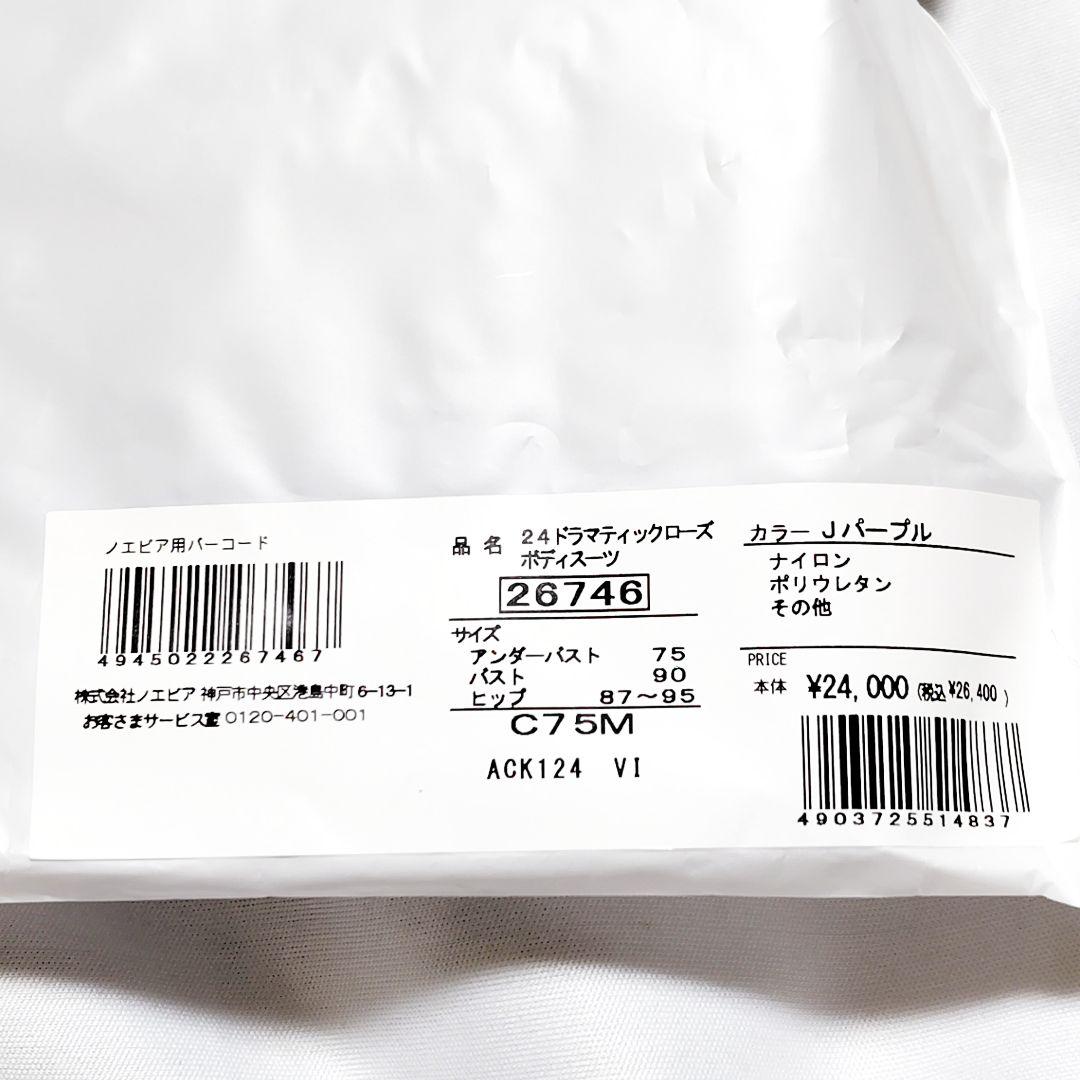 ノエビア用バーコード
4945022267467
株式会社ノエビア 神戸市中央区港島中町6-13-1
お客さまサービス室 0120-401-001
品名 24ドラマティックローズ
ボディスーツ
26746
サイズ
アンダーバスト 75
バスト 90
ヒップ 87～95
C75M
ACK124 VI
カラー Jパープル
ナイロン
ポリウレタン
その他
PRICE
本体 ¥24,000 (税込¥26,400)
4903725514837